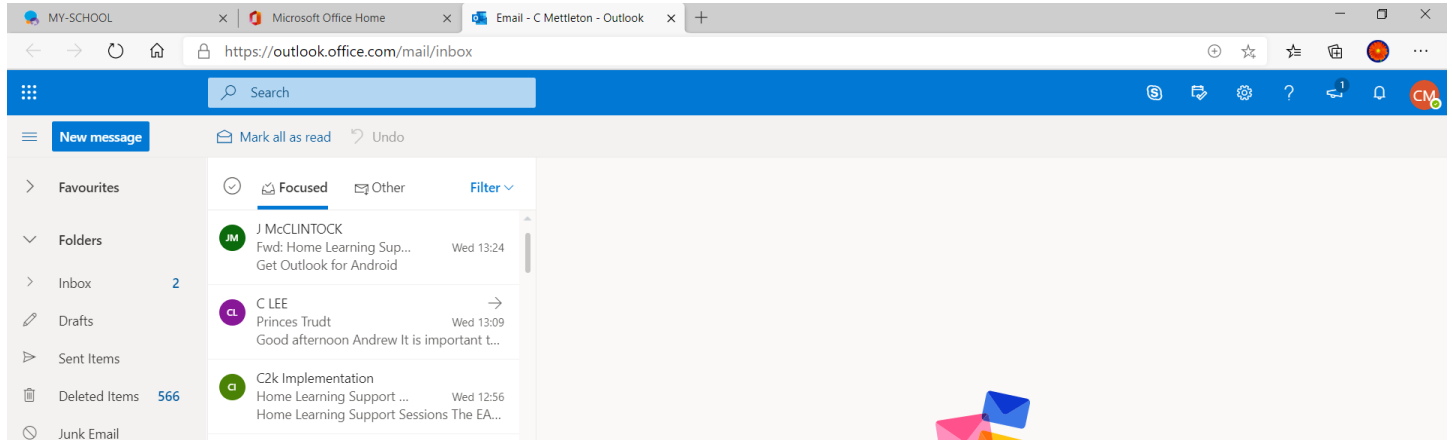 MY-SCHOOL
Microsoft Office Home
Email - C Mettleton - Outlook
https://outlook.office.com/mail/inbox
Search
S
1
CM
New message
Mark all as read
Undo
Favourites
Folders
Inbox 2
Drafts
Sent Items
Deleted Items 566
Junk Email
Focused
Other
Filter
JM
J McCLINTOCK
Fwd: Home Learning Sup... Wed 13:24
Get Outlook for Android
CL
C LEE
Princes Trudt Wed 13:09
Good afternoon Andrew It is important t...
CI
C2k Implementation
Home Learning Support ... Wed 12:56
Home Learning Support Sessions The EA...